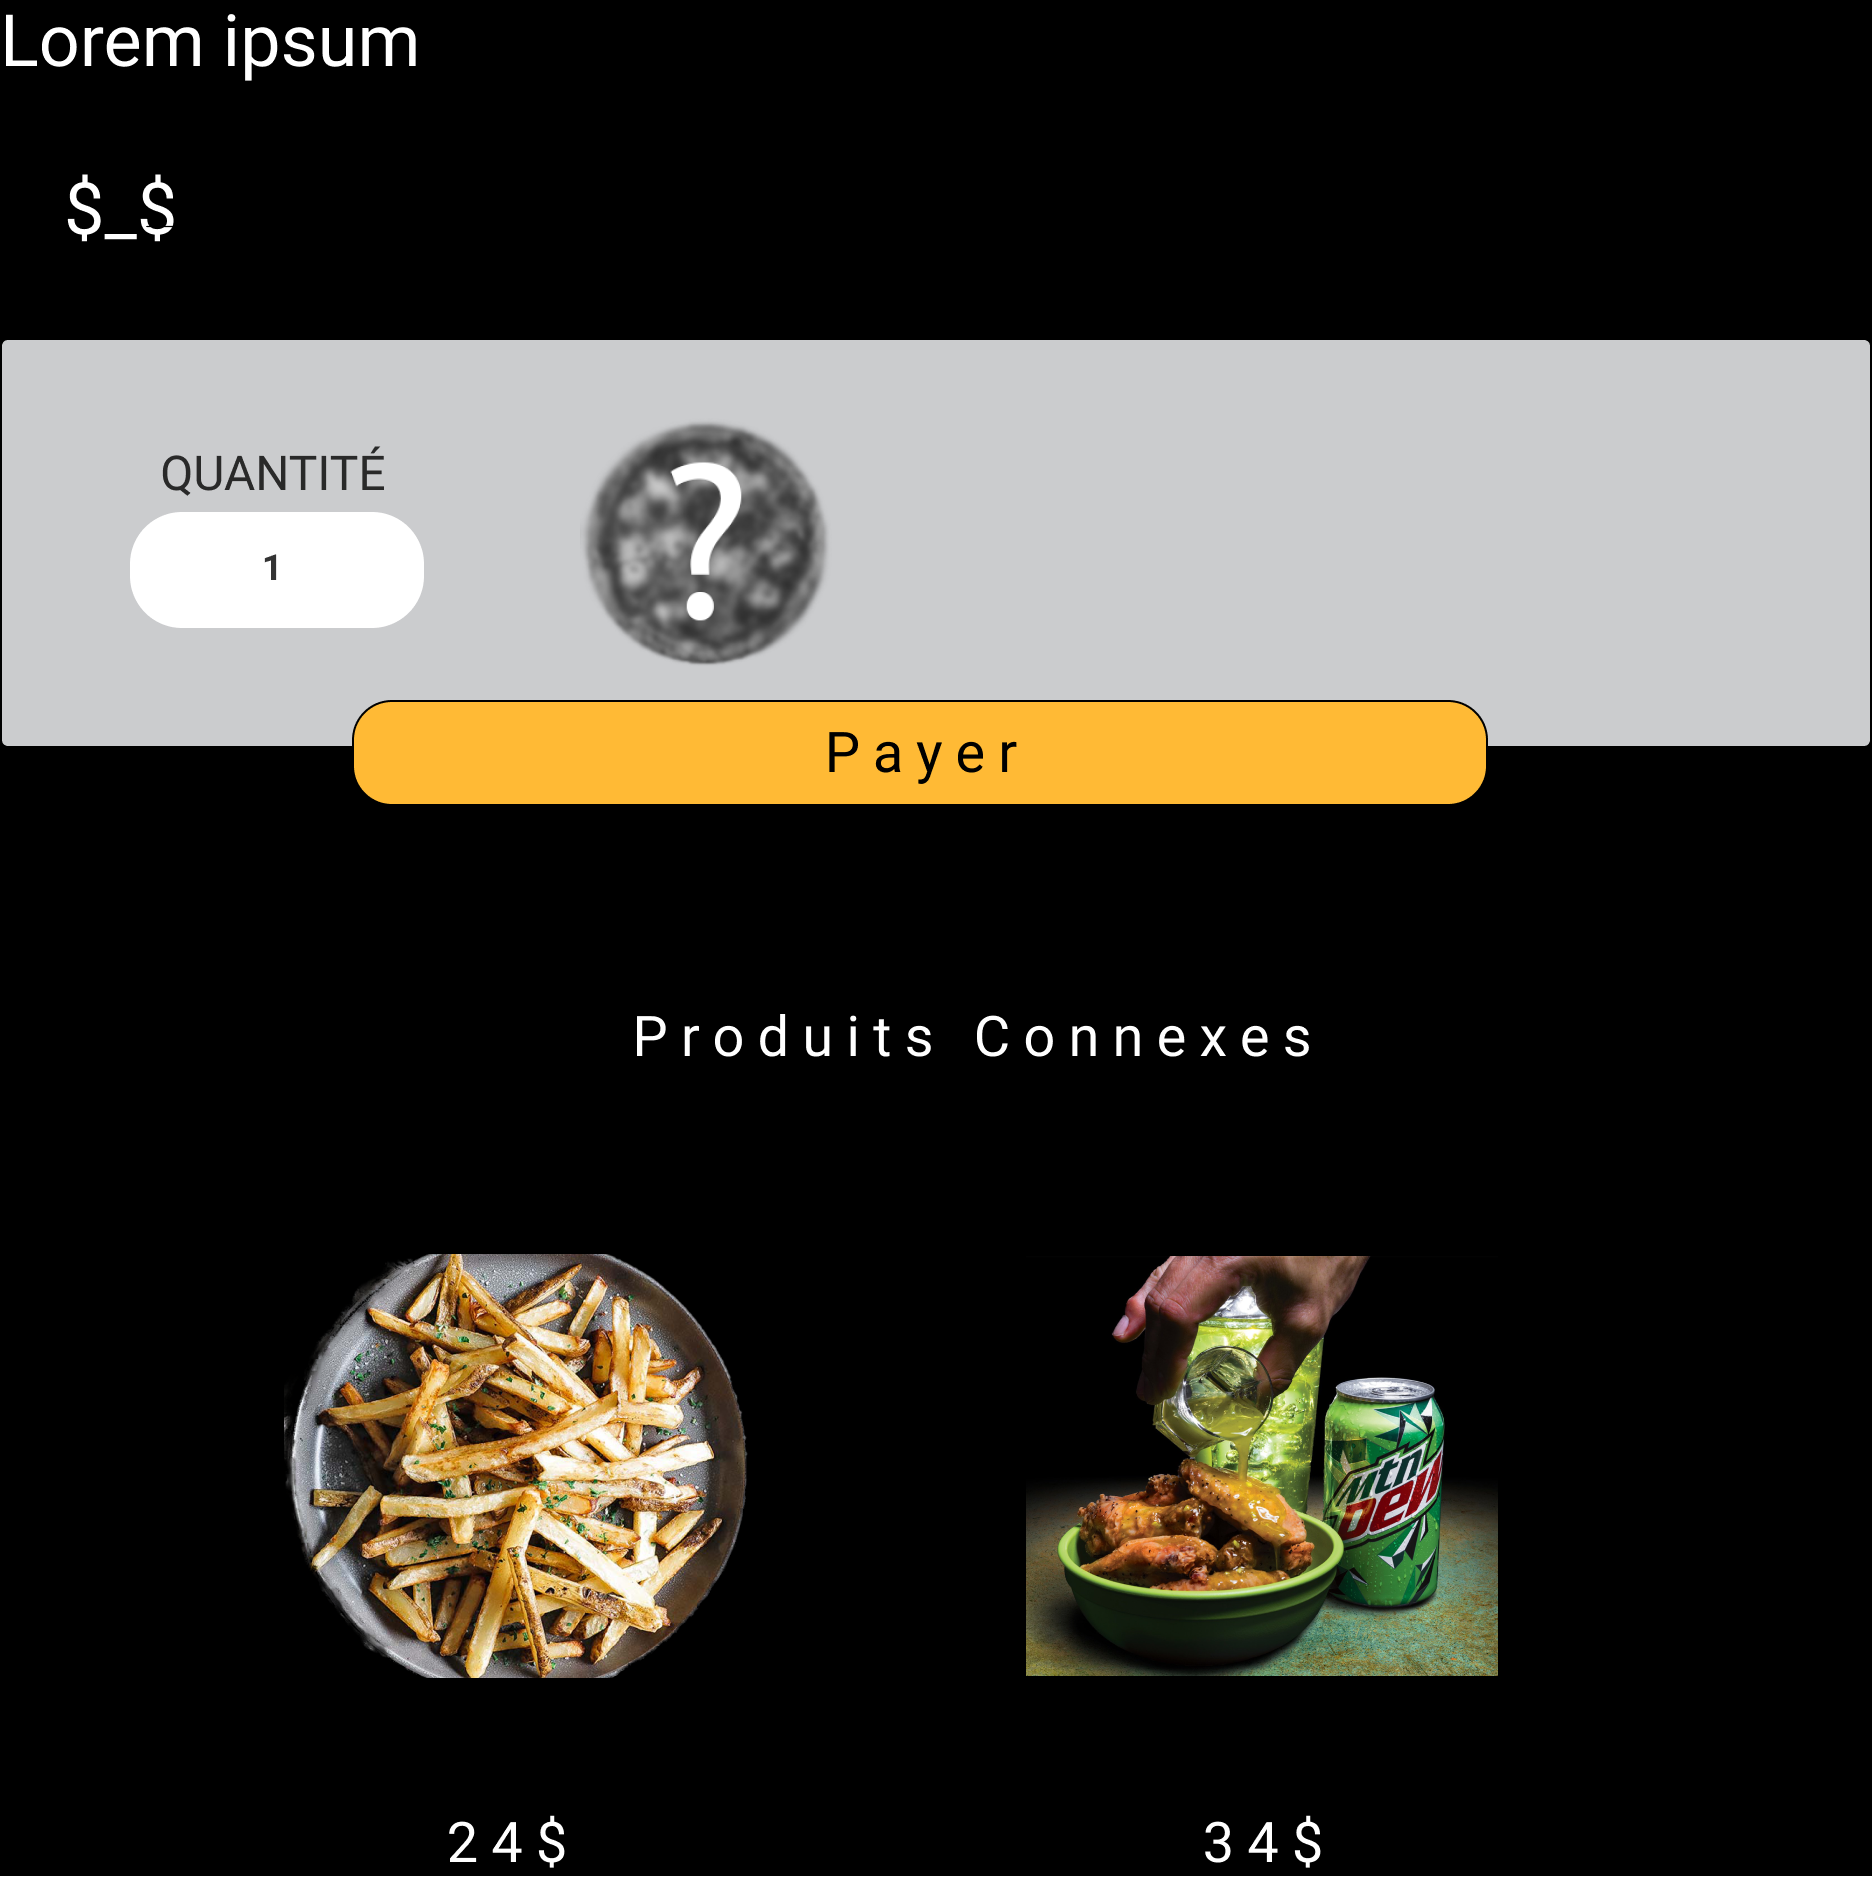 Lorem ipsum
$_$
QUANTITÉ
1
?
Payer
Produits Connexes
mtn
DEW
24$
34$